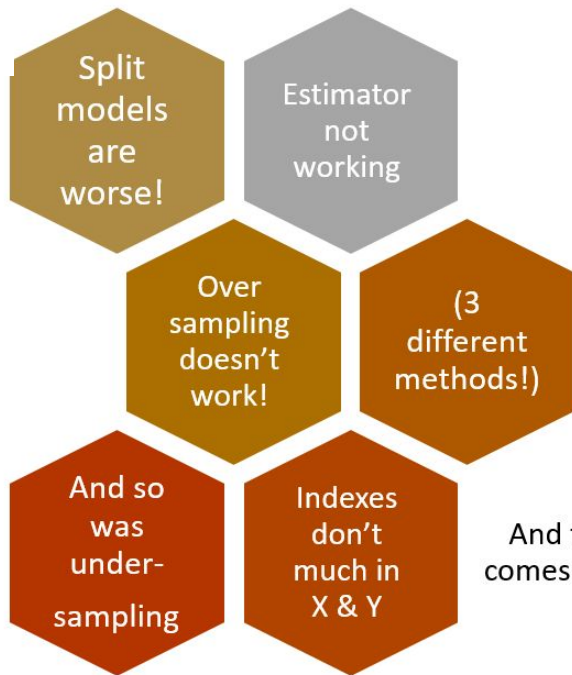 Split
models
are
worse!
Estimator
not
working
Over
sampling
doesn't
work!
(3
different
methods!)
And so
was
under-
sampling
Indexes
don't
much in
X & Y
And
comes